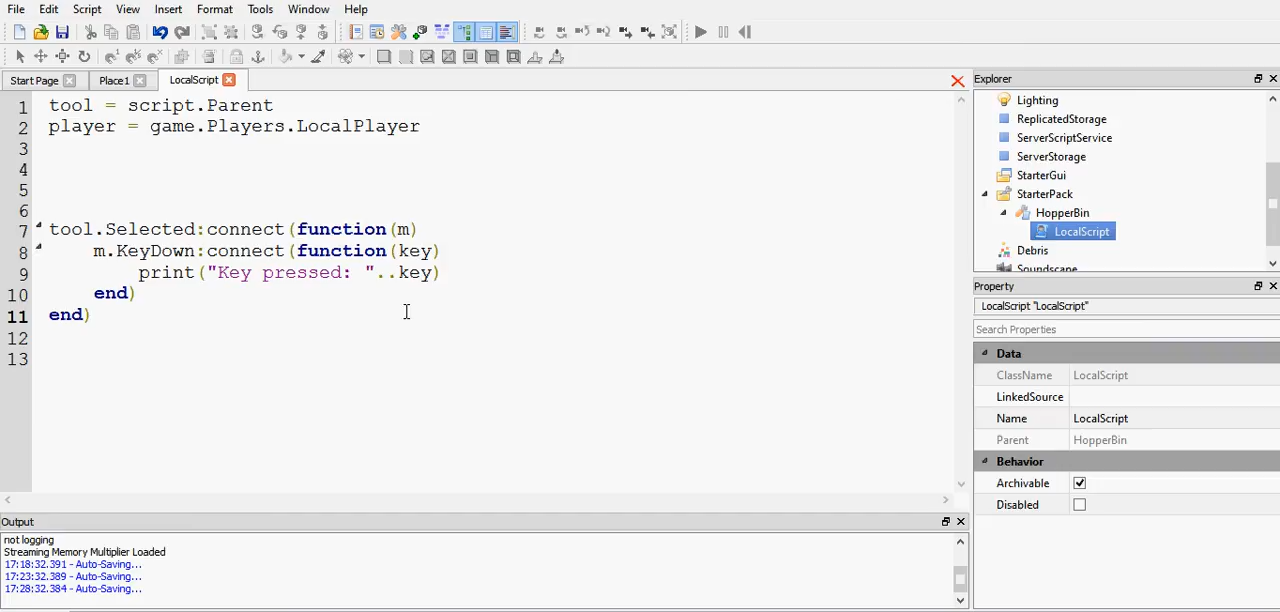 File Edit Script View Insert Format Tools Window Help
Start Page Place1 LocalScript
1 tool = script.Parent
2 player = game.Players.LocalPlayer
3
4
5
6
7 tool.Selected:connect(function(m)
8 m.KeyDown:connect(function(key)
9 print("Key pressed: "..key)
10 end)
11 end)
12
13
Output
not logging
Streaming Memory Multiplier Loaded
17:18:32.391 - Auto-Saving...
17:23:32.389 - Auto-Saving...
17:28:32.384 - Auto-Saving...
Explorer
Lighting
ReplicatedStorage
ServerScriptService
ServerStorage
StarterGui
StarterPack
HopperBin
LocalScript
Debris
Soundscape
Property
LocalScript "LocalScript"
Search Properties
Data
ClassName LocalScript
LinkedSource
Name LocalScript
Parent HopperBin
Behavior
Archivable
Disabled